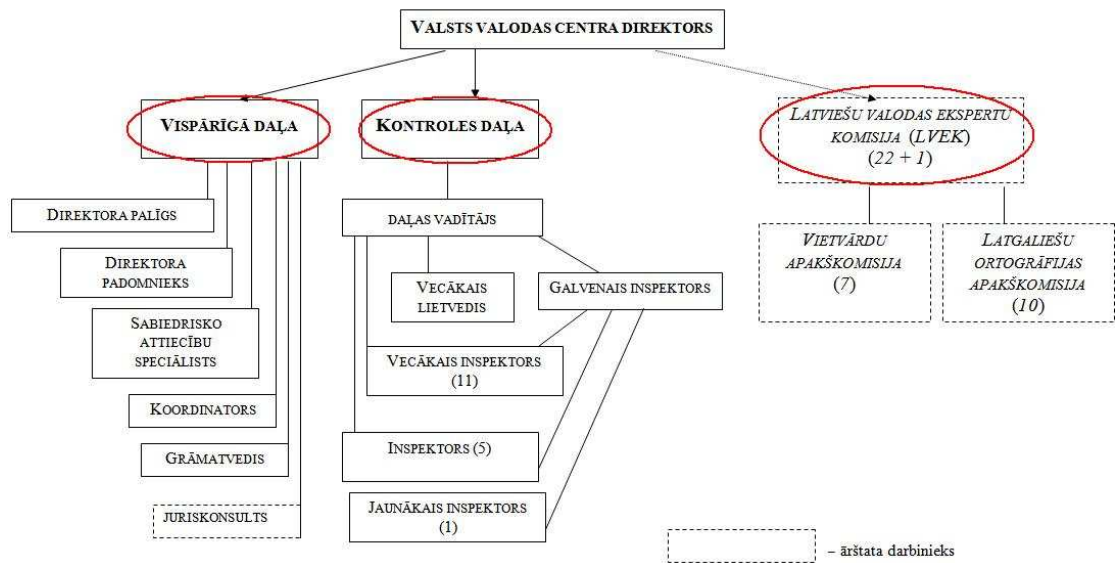 VALSTS VALODAS CENTRA DIREKTORS
VISPĀRĪGĀ DAĻA
KONTROLES DAĻA
LATVIEŠU VALODAS EKSPERTU
KOMISIJA (LVEK)
(22 + 1)
DIREKTORA PALĪGS
DIREKTORA
PADOMNIEKS
SABIEDRISKO
ATTIECĪBU
SPECIĀLISTS
KOORDINATORS
GRĀMATVEDIS
JURISKONSULTS
DAĻAS VADĪTĀJS
VECĀKAIS
LIETVEDIS
GALVENAIS INSPEKTORS
VECĀKAIS INSPEKTORS
(11)
INSPEKTORS (5)
JAUNĀKAIS INSPEKTORS
(1)
VIETVĀRDU
APAKŠKOMISIJA
(7)
LATGALIEŠU
ORTOGRĀFIJAS
APAKŠKOMISIJA
(10)
– ārštata darbinieks